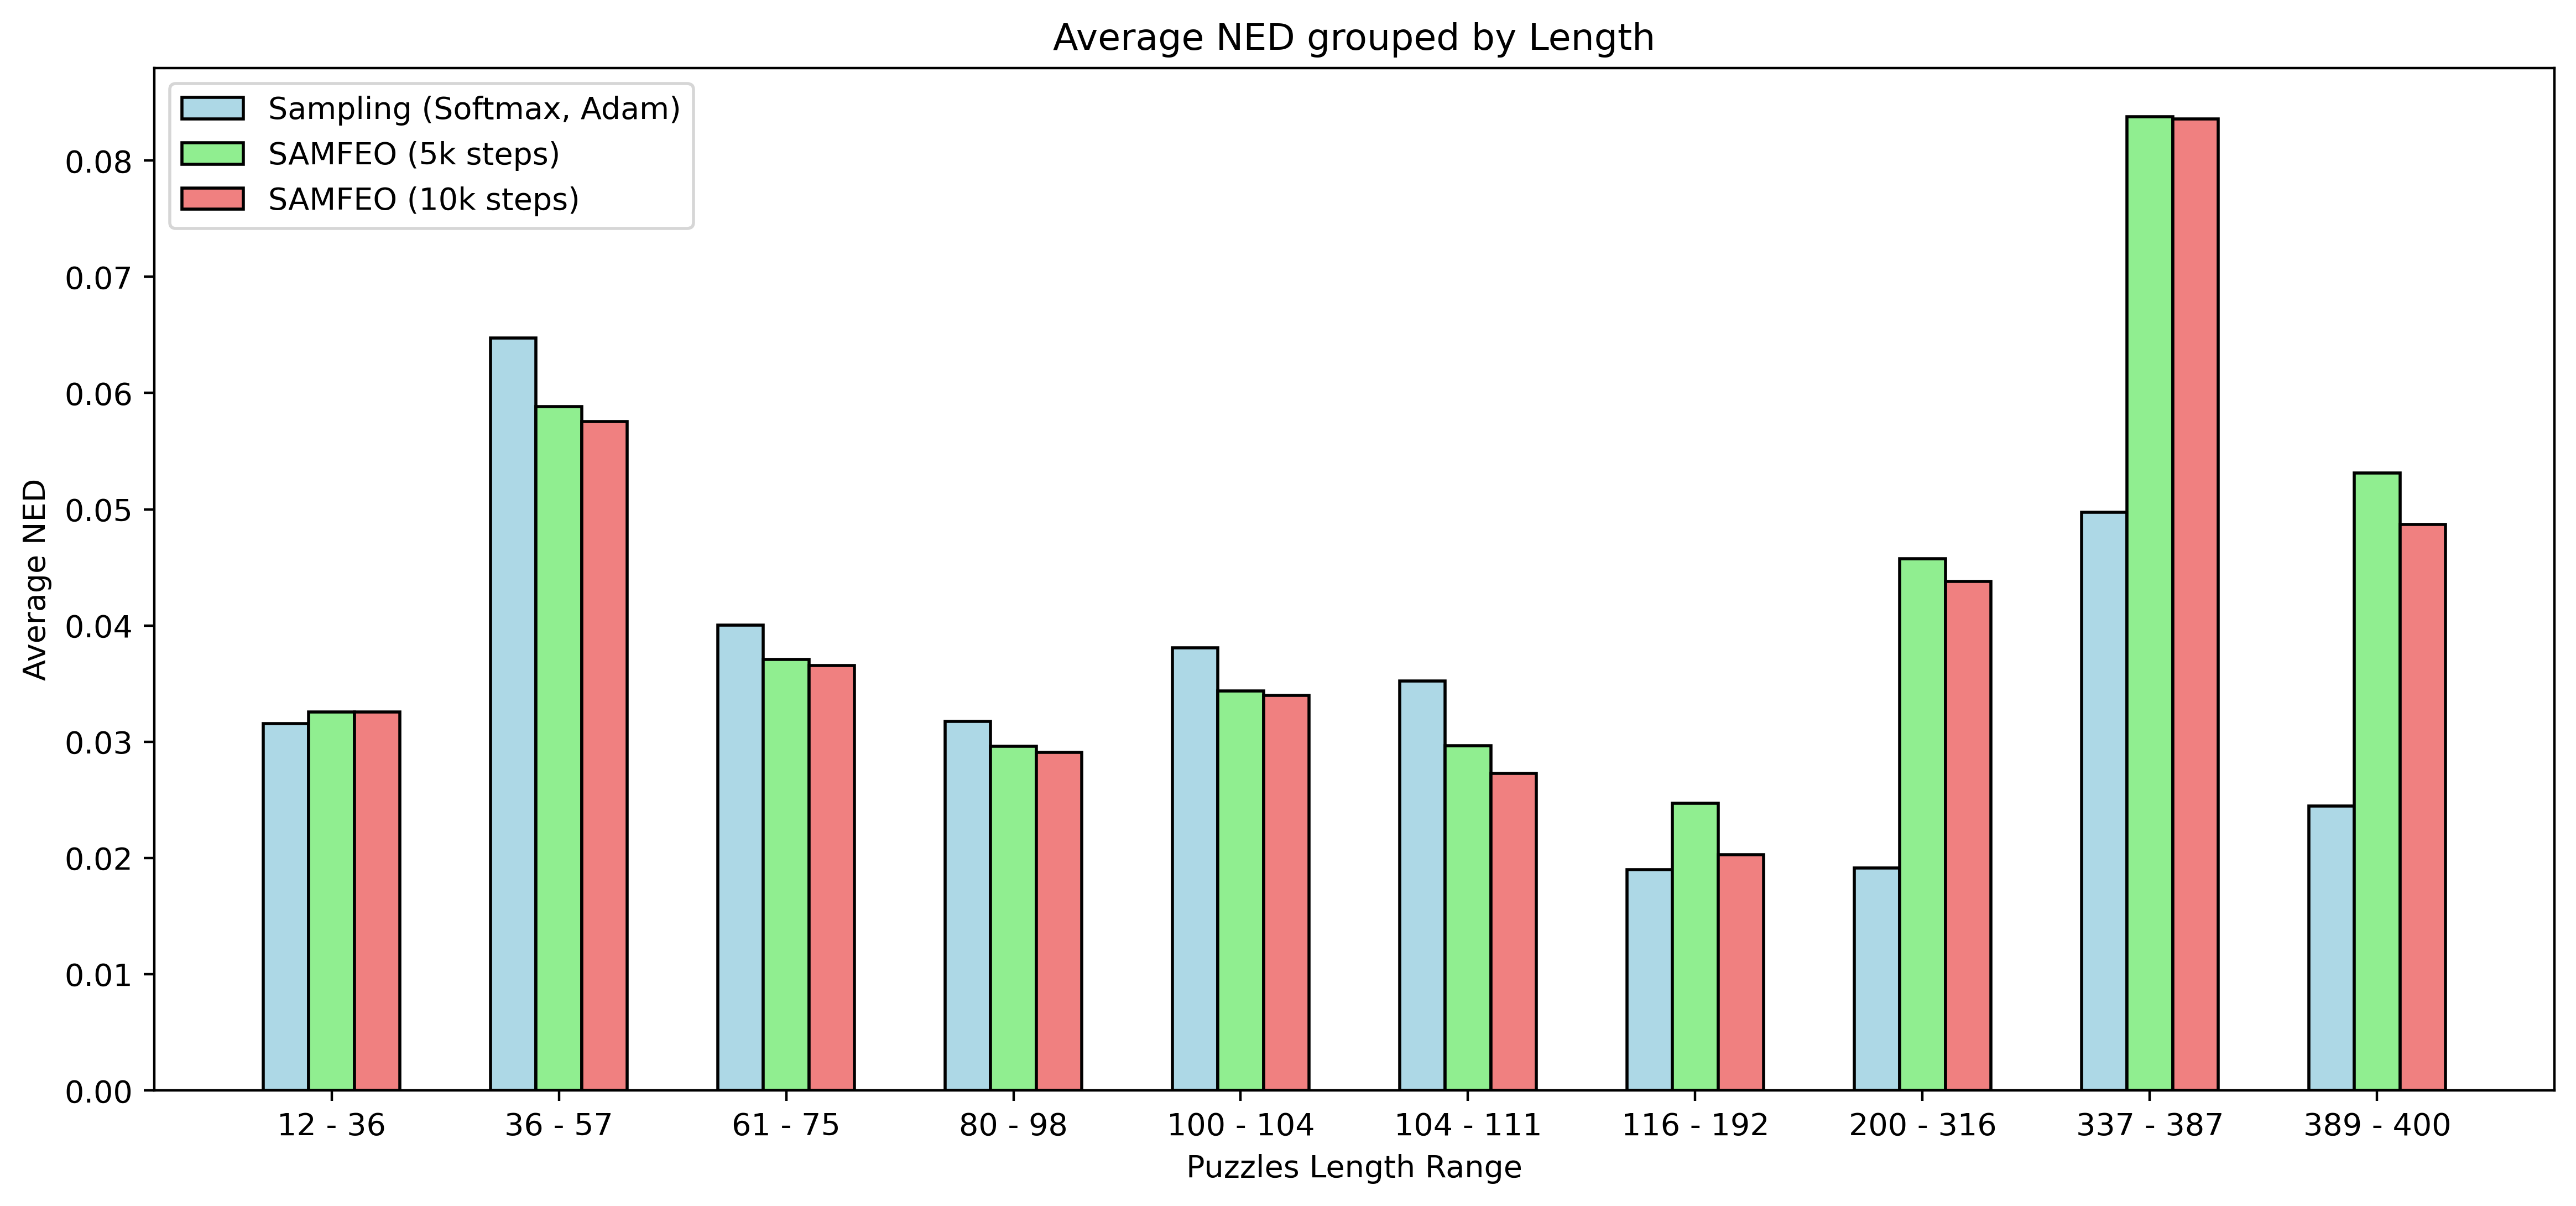 Average NED grouped by Length
Sampling (Softmax, Adam)
SAMFEO (5k steps)
SAMFEO (10k steps)
Average NED
0.08
0.07
0.06
0.05
0.04
0.03
0.02
0.01
0.00
12 - 36 36 - 57 61 - 75 80 - 98 100 - 104 104 - 111 116 - 192 200 - 316 337 - 387 389 - 400
Puzzles Length Range